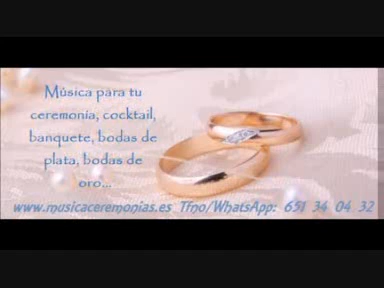 Música para tu
ceremonia, cocktail,
banquete, bodas de
plata, bodas de
oro...
www.musicaceremonias.es Tfno/WhatsApp: 651 34 04 32